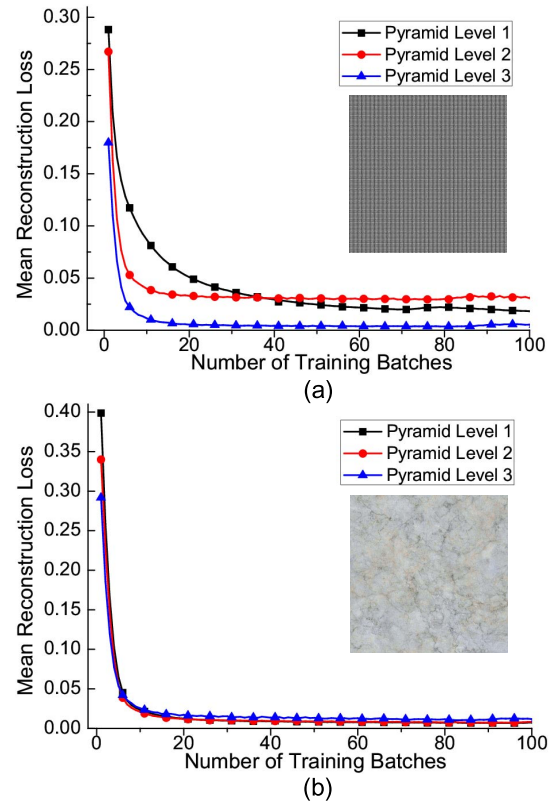 0.30
0.25
0.20
0.15
0.10
0.05
0.00
Mean Reconstruction Loss
Pyramid Level 1
Pyramid Level 2
Pyramid Level 3
0 20 40 60 80 100
Number of Training Batches
(a)
0.40
0.35
0.30
0.25
0.20
0.15
0.10
0.05
0.00
Mean Reconstruction Loss
Pyramid Level 1
Pyramid Level 2
Pyramid Level 3
0 20 40 60 80 100
Number of Training Batches
(b)